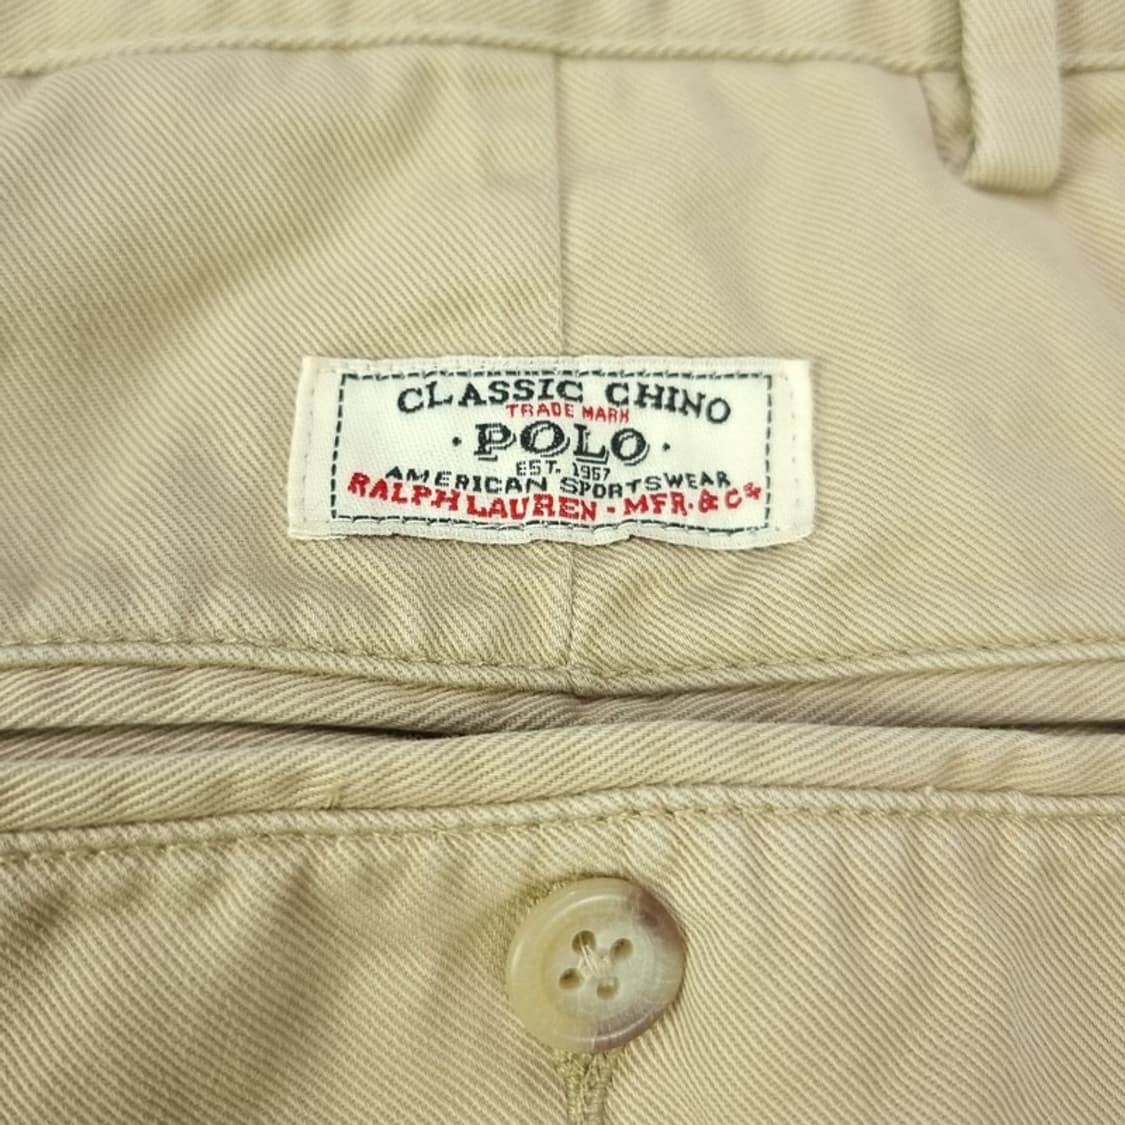 CLASSIC CHINO
TRADE MARK
· POLO ·
EST. 1967
AMERICAN SPORTSWEAR
RALPH LAUREN - MFR. & Co.